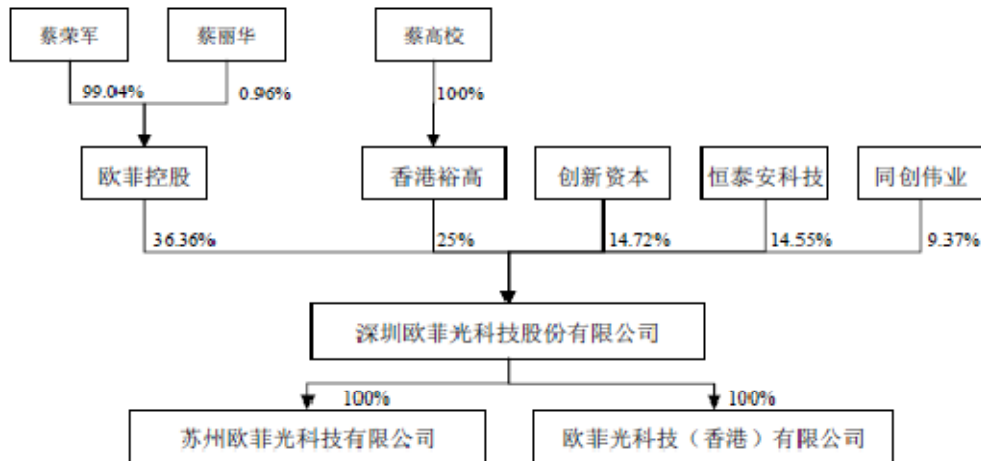 蔡荣军 蔡丽华 蔡高校
99.04% 0.96% 100%
欧菲控股 香港裕高 创新资本 恒泰安科技 同创伟业
36.36% 25% 14.72% 14.55% 9.37%
深圳欧菲光科技股份有限公司
100% 100%
苏州欧菲光科技有限公司 欧菲光科技（香港）有限公司